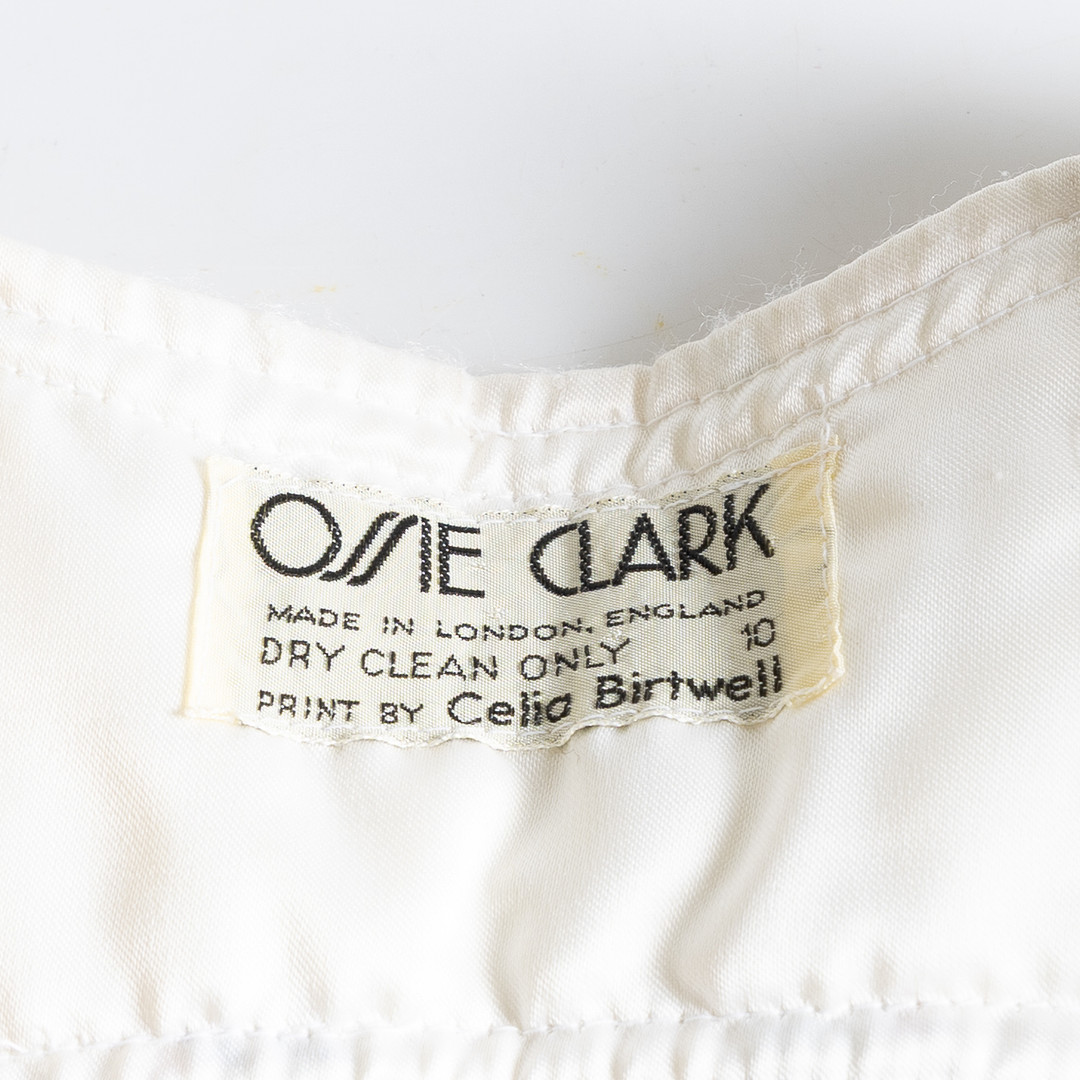 OSSIE CLARK
MADE IN LONDON. ENGLAND
DRY CLEAN ONLY 10
PRINT BY Celia Birtwell